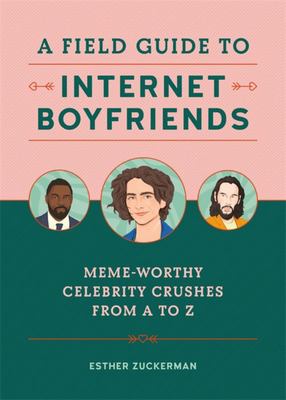 A FIELD GUIDE TO
INTERNET
BOYFRIENDS
MEME-WORTHY
CELEBRITY CRUSHES
FROM A TO Z
ESTHER ZUCKERMAN